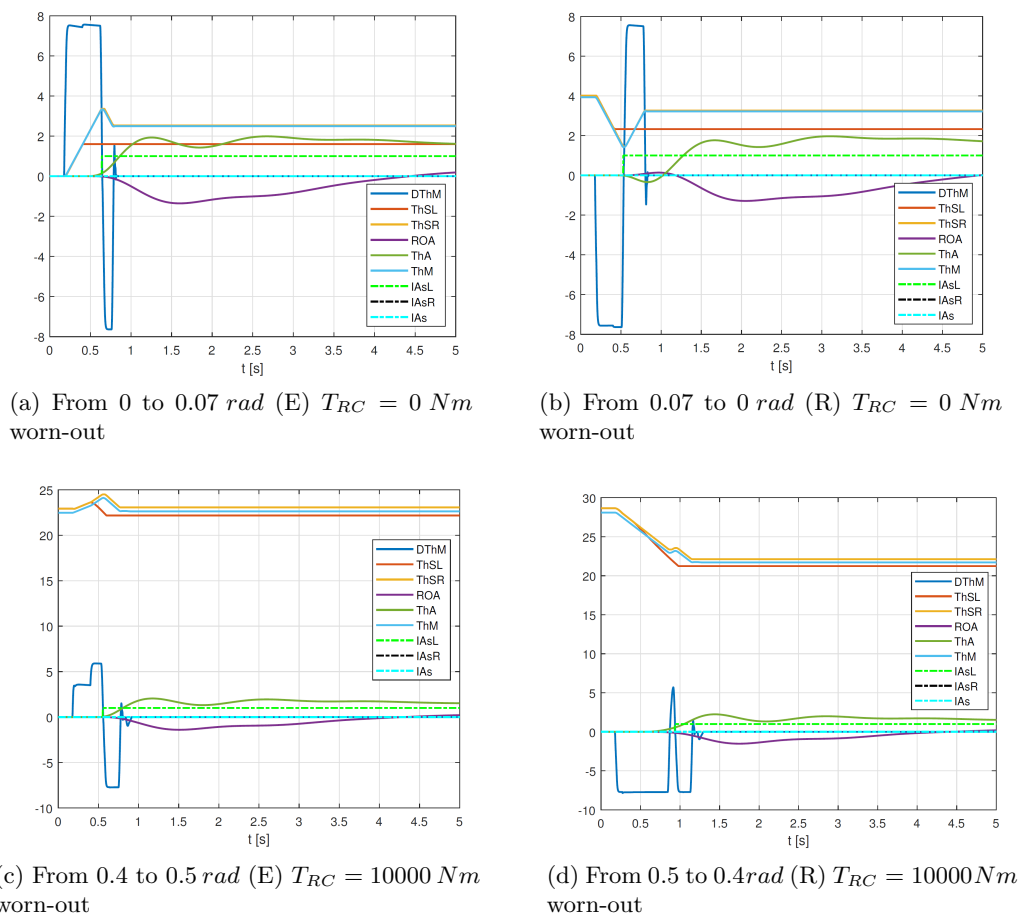 8
6
4
2
0
-2
-4
-6
-8
0 0.5 1 1.5 2 2.5 3 3.5 4 4.5 5
t [s]
DThM
ThSL
ThSR
ROA
ThA
ThM
IAsL
IAsR
IAs
(a) From 0 to 0.07 rad (E) T_RC = 0 Nm
worn-out
8
6
4
2
0
-2
-4
-6
-8
0 0.5 1 1.5 2 2.5 3 3.5 4 4.5 5
t [s]
DThM
ThSL
ThSR
ROA
ThA
ThM
IAsL
IAsR
IAs
(b) From 0.07 to 0 rad (R) T_RC = 0 Nm
worn-out
25
20
15
10
5
0
-5
-10
0 0.5 1 1.5 2 2.5 3 3.5 4 4.5 5
t [s]
DThM
ThSL
ThSR
ROA
ThA
ThM
IAsL
IAsR
IAs
(c) From 0.4 to 0.5 rad (E) T_RC = 10000 Nm
worn-out
30
25
20
15
10
5
0
-5
-10
0 0.5 1 1.5 2 2.5 3 3.5 4 4.5 5
t [s]
DThM
ThSL
ThSR
ROA
ThA
ThM
IAsL
IAsR
IAs
(d) From 0.5 to 0.4rad (R) T_RC = 10000Nm
worn-out